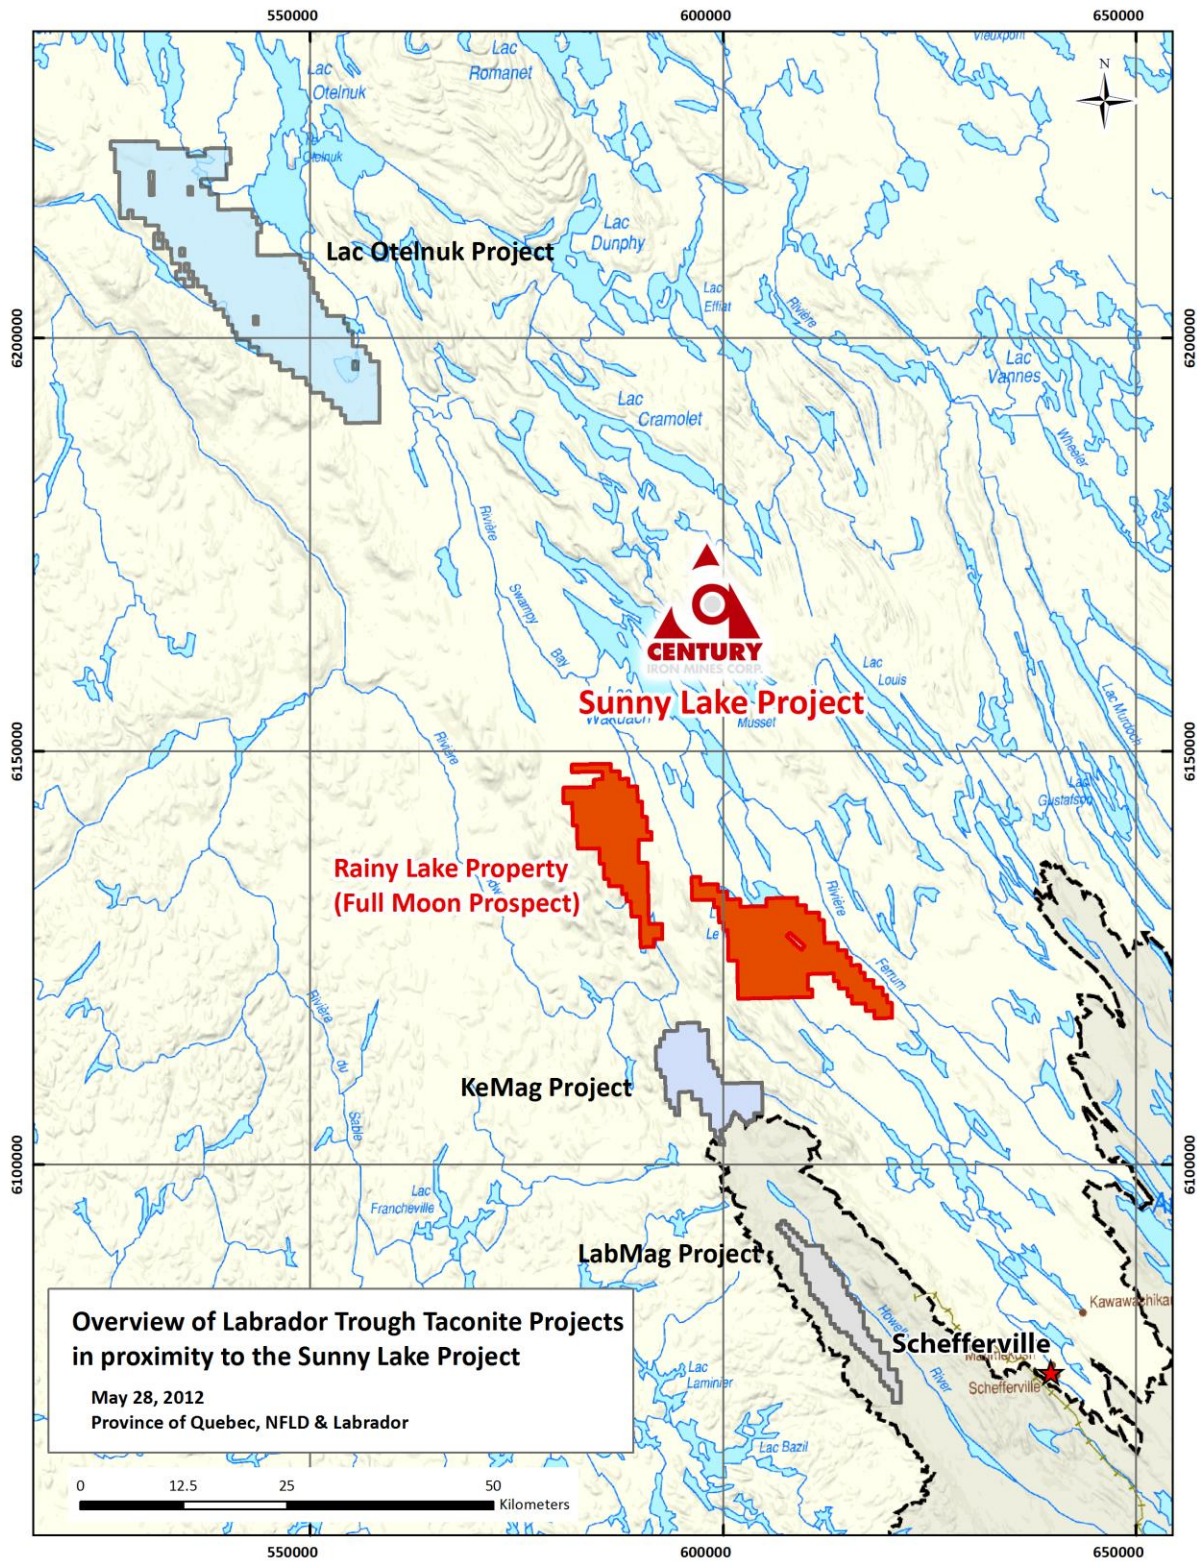 550000
600000
650000
Vieuxpont
N
Lac
Romanet
Lac
Otelnuk
Otelnuk
Lac Otelnuk Project
Lac
Dunphy
Lac
Effiat
Rivière
6200000
6200000
Lac
Vannes
Lac
Cramolet
Wheeler
Rivière
Swampy
Bay
CENTURY
IRON MINES CORP.
Sunny Lake Project
Musset
Lac
Louis
Lac Murdoch
6150000
6150000
Rivière
Lac
Gustafson
Rainy Lake Property
(Full Moon Prospect)
Rivière
Ferrum
Le
Rivière
du
Sable
KeMag Project
6100000
6100000
Lac
Francheville
LabMag Project
Howells
River
Kawawachikam
Schefferville
Schefferville
Lac
Laminier
Lac Bazil
Overview of Labrador Trough Taconite Projects
in proximity to the Sunny Lake Project
May 28, 2012
Province of Quebec, NFLD & Labrador
0 12.5 25 50
Kilometers
550000
600000
650000